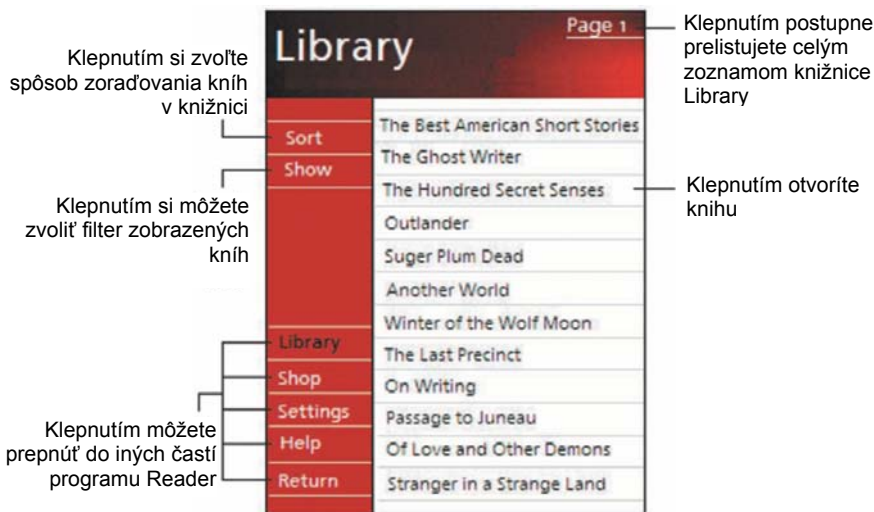 Library
Page 1
Klepnutím postupne
prelistujete celým
zoznamom knižnice
Library
Klepnutím si zvoľte
spôsob zoraďovania kníh
v knižnici
Sort
Show
Klepnutím si môžete
zvoliť filter zobrazených
kníh
Library
Shop
Settings
Help
Return
Klepnutím môžete
prepnúť do iných častí
programu Reader
The Best American Short Stories
The Ghost Writer
The Hundred Secret Senses
Outlander
Suger Plum Dead
Another World
Winter of the Wolf Moon
The Last Precinct
On Writing
Passage to Juneau
Of Love and Other Demons
Stranger in a Strange Land
Klepnutím otvoríte
knihu